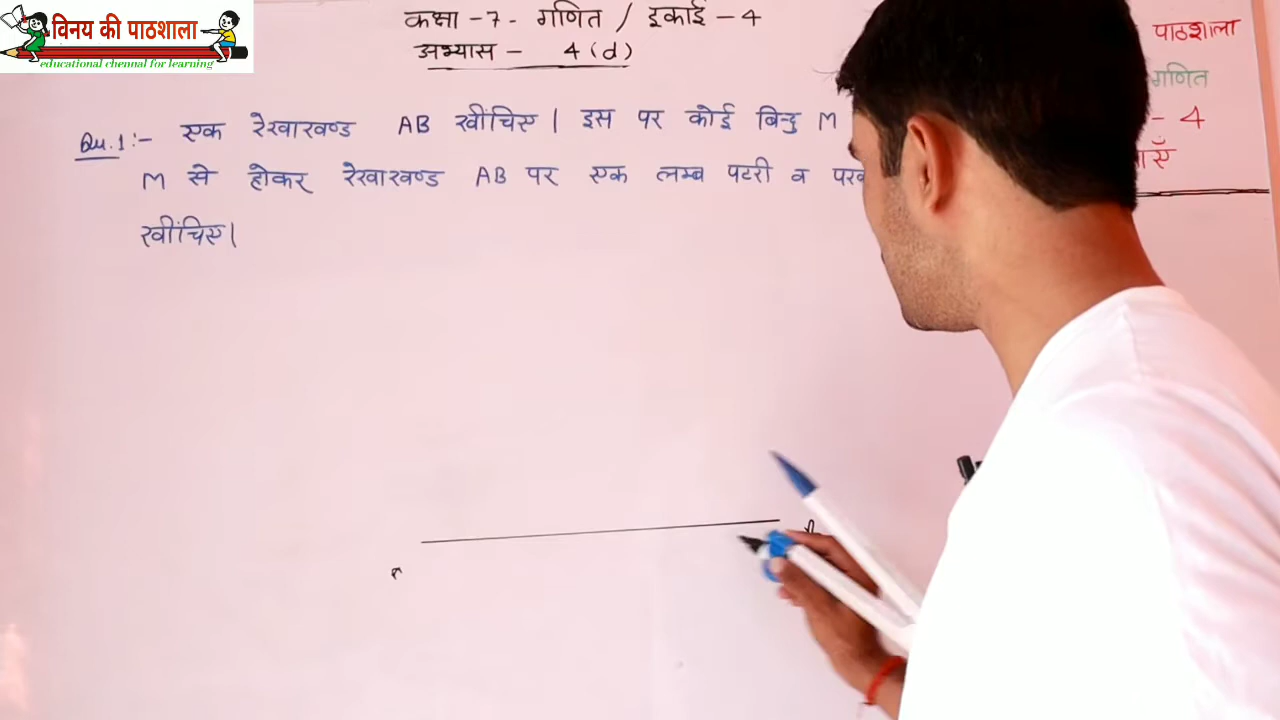 विनय की पाठशाला
educational chennal for learning
कक्षा -7- गणित / इकाई -4
अभ्यास - 4(d)
पाठशाला
गणित
- 4
Qu.1:- एक रेखाखण्ड AB खींचिए। इस पर कोई बिन्दु M
M से होकर रेखाखण्ड AB पर एक लम्ब पटरी व
खींचिए।